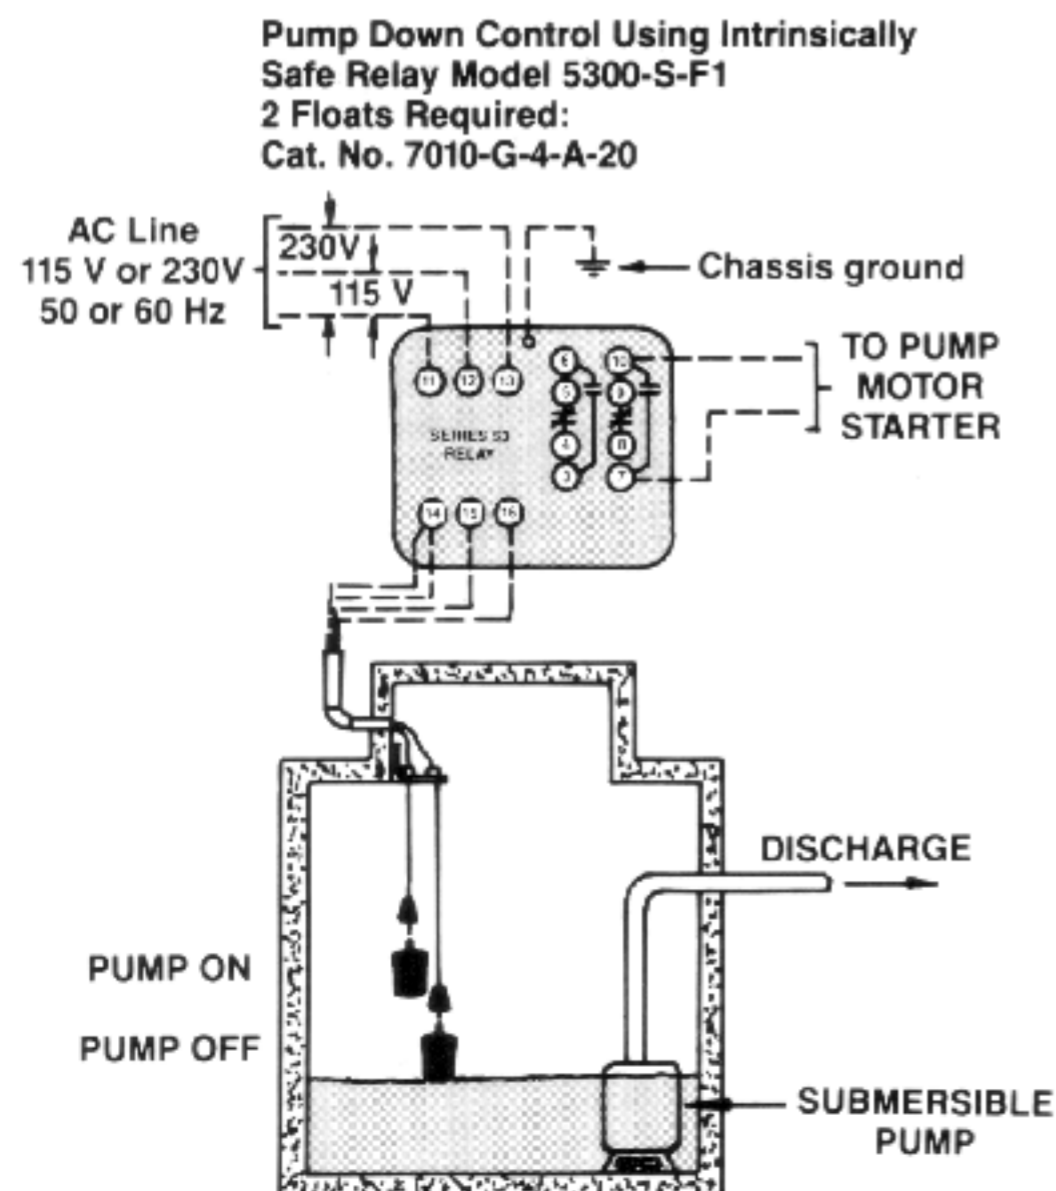 Pump Down Control Using Intrinsically
Safe Relay Model 5300-S-F1
2 Floats Required:
Cat. No. 7010-G-4-A-20
AC Line
115 V or 230V
50 or 60 Hz
230V
115 V
Chassis ground
TO PUMP
MOTOR
STARTER
11 12 13
6 10
5 9
4 8
3 7
SERIES 53
RELAY
14 15 16
DISCHARGE
PUMP ON
PUMP OFF
SUBMERSIBLE
PUMP